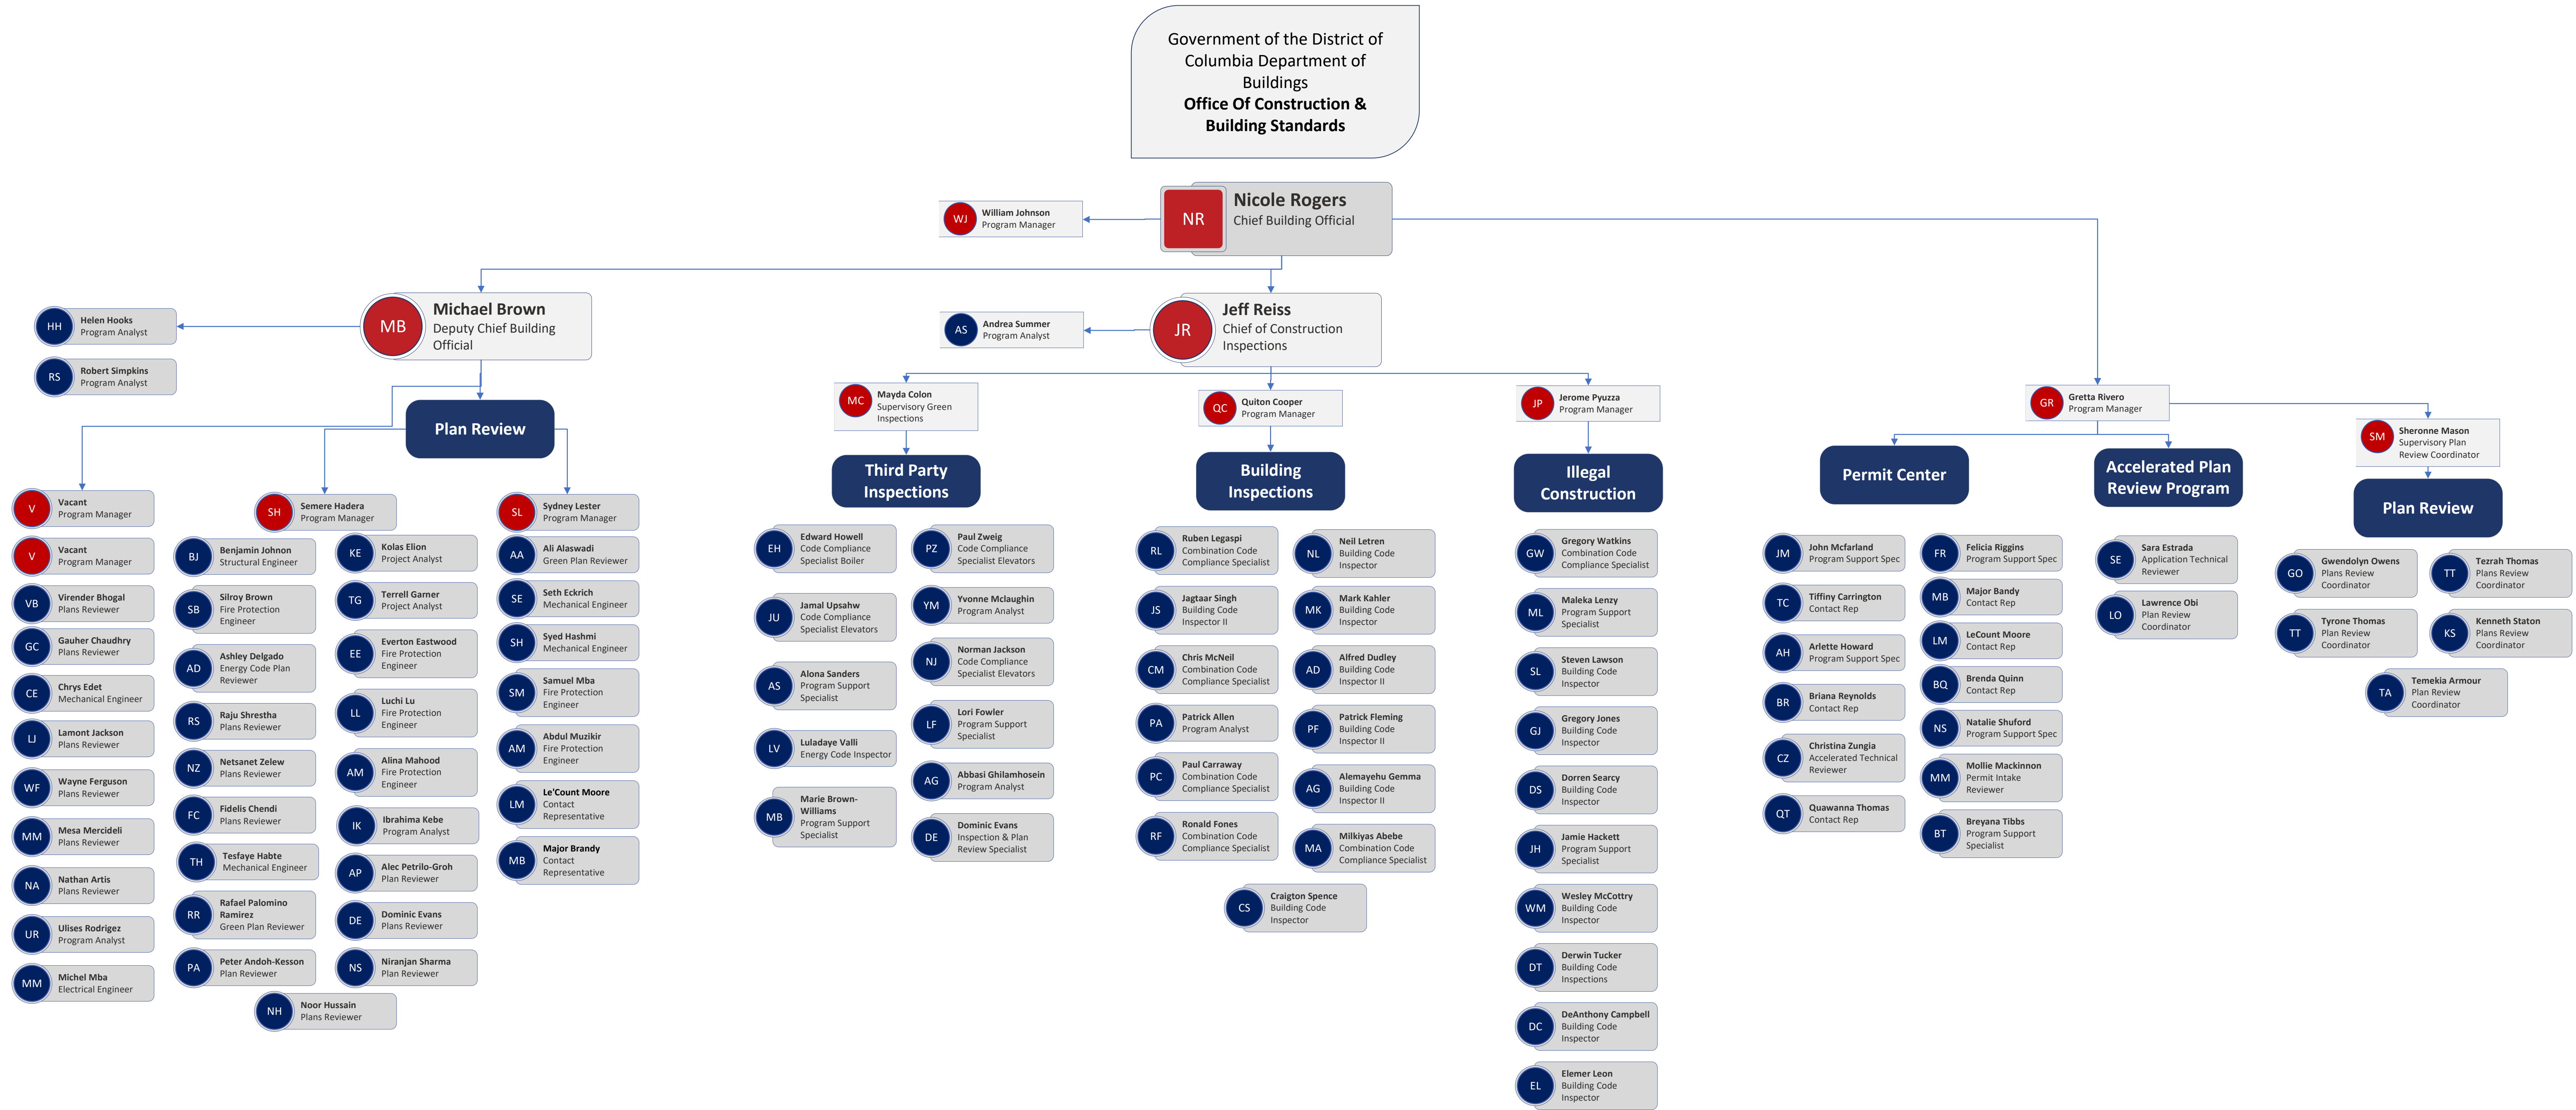 Government of the District of
Columbia Department of
Buildings
Office Of Construction &
Building Standards
NR
Nicole Rogers
Chief Building Official
WJ
William Johnson
Program Manager
MB
Michael Brown
Deputy Chief Building
Official
HH
Helen Hooks
Program Analyst
RS
Robert Simpkins
Program Analyst
JR
Jeff Reiss
Chief of Construction
Inspections
AS
Andrea Summer
Program Analyst
Plan Review
V
Vacant
Program Manager
V
Vacant
Program Manager
VB
Virender Bhogal
Plans Reviewer
GC
Gauher Chaudhry
Plans Reviewer
CE
Chrys Edet
Mechanical Engineer
LJ
Lamont Jackson
Plans Reviewer
WF
Wayne Ferguson
Plans Reviewer
MM
Mesa Mercideli
Plans Reviewer
NA
Nathan Artis
Plans Reviewer
UR
Ulises Rodrigez
Program Analyst
MM
Michel Mba
Electrical Engineer
SH
Semere Hadera
Program Manager
BJ
Benjamin Johnon
Structural Engineer
SB
Silroy Brown
Fire Protection
Engineer
AD
Ashley Delgado
Energy Code Plan
Reviewer
RS
Raju Shrestha
Plans Reviewer
NZ
Netsanet Zelew
Plans Reviewer
FC
Fidelis Chendi
Plans Reviewer
TH
Tesfaye Habte
Mechanical Engineer
RR
Rafael Palomino
Ramirez
Green Plan Reviewer
PA
Peter Andoh-Kesson
Plan Reviewer
KE
Kolas Elion
Project Analyst
TG
Terrell Garner
Project Analyst
EE
Everton Eastwood
Fire Protection
Engineer
LL
Luchi Lu
Fire Protection
Engineer
AM
Alina Mahood
Fire Protection
Engineer
IK
Ibrahima Kebe
Program Analyst
AP
Alec Petrilo-Groh
Plan Reviewer
DE
Dominic Evans
Plans Reviewer
NS
Niranjan Sharma
Plan Reviewer
NH
Noor Hussain
Plans Reviewer
SL
Sydney Lester
Program Manager
AA
Ali Alaswadi
Green Plan Reviewer
SE
Seth Eckrich
Mechanical Engineer
SH
Syed Hashmi
Mechanical Engineer
SM
Samuel Mba
Fire Protection
Engineer
AM
Abdul Muzikir
Fire Protection
Engineer
LM
Le'Count Moore
Contact
Representative
MB
Major Brandy
Contact
Representative
MC
Mayda Colon
Supervisory Green
Inspections
Third Party
Inspections
EH
Edward Howell
Code Compliance
Specialist Boiler
JU
Jamal Upsahw
Code Compliance
Specialist Elevators
AS
Alona Sanders
Program Support
Specialist
LV
Luladaye Valli
Energy Code Inspector
MB
Marie Brown-
Williams
Program Support
Specialist
PZ
Paul Zweig
Code Compliance
Specialist Elevators
YM
Yvonne Mclaughin
Program Analyst
NJ
Norman Jackson
Code Compliance
Specialist Elevators
LF
Lori Fowler
Program Support
Specialist
AG
Abbasi Ghilamhosein
Program Analyst
DE
Dominic Evans
Inspection & Plan
Review Specialist
QC
Quiton Cooper
Program Manager
Building
Inspections
RL
Ruben Legaspi
Combination Code
Compliance Specialist
JS
Jagtaar Singh
Building Code
Inspector II
CM
Chris McNeil
Combination Code
Compliance Specialist
PA
Patrick Allen
Program Analyst
PC
Paul Carraway
Combination Code
Compliance Specialist
RF
Ronald Fones
Combination Code
Compliance Specialist
NL
Neil Letren
Building Code
Inspector
MK
Mark Kahler
Building Code
Inspector
AD
Alfred Dudley
Building Code
Inspector II
PF
Patrick Fleming
Building Code
Inspector II
AG
Alemayehu Gemma
Building Code
Inspector II
MA
Milkiyas Abebe
Combination Code
Compliance Specialist
CS
Craigton Spence
Building Code
Inspector
JP
Jerome Pyuzza
Program Manager
Illegal
Construction
GW
Gregory Watkins
Combination Code
Compliance Specialist
ML
Maleka Lenzy
Program Support
Specialist
SL
Steven Lawson
Building Code
Inspector
GJ
Gregory Jones
Building Code
Inspector
DS
Dorren Searcy
Building Code
Inspector
JH
Jamie Hackett
Program Support
Specialist
WM
Wesley McCottry
Building Code
Inspector
DT
Derwin Tucker
Building Code
Inspections
DC
DeAnthony Campbell
Building Code
Inspector
EL
Elemer Leon
Building Code
Inspector
GR
Gretta Rivero
Program Manager
Permit Center
JM
John Mcfarland
Program Support Spec
TC
Tiffiny Carrington
Contact Rep
AH
Arlette Howard
Program Support Spec
BR
Briana Reynolds
Contact Rep
CZ
Christina Zungia
Accelerated Technical
Reviewer
QT
Quawanna Thomas
Contact Rep
FR
Felicia Riggins
Program Support Spec
MB
Major Bandy
Contact Rep
LM
LeCount Moore
Contact Rep
BQ
Brenda Quinn
Contact Rep
NS
Natalie Shuford
Program Support Spec
MM
Mollie Mackinnon
Permit Intake
Reviewer
BT
Breyana Tibbs
Program Support
Specialist
Accelerated Plan
Review Program
SE
Sara Estrada
Application Technical
Reviewer
LO
Lawrence Obi
Plan Review
Coordinator
SM
Sheronne Mason
Supervisory Plan
Review Coordinator
Plan Review
GO
Gwendolyn Owens
Plans Review
Coordinator
TT
Tezrah Thomas
Plans Review
Coordinator
TT
Tyrone Thomas
Plan Review
Coordinator
KS
Kenneth Staton
Plans Review
Coordinator
TA
Temekia Armour
Plan Review
Coordinator